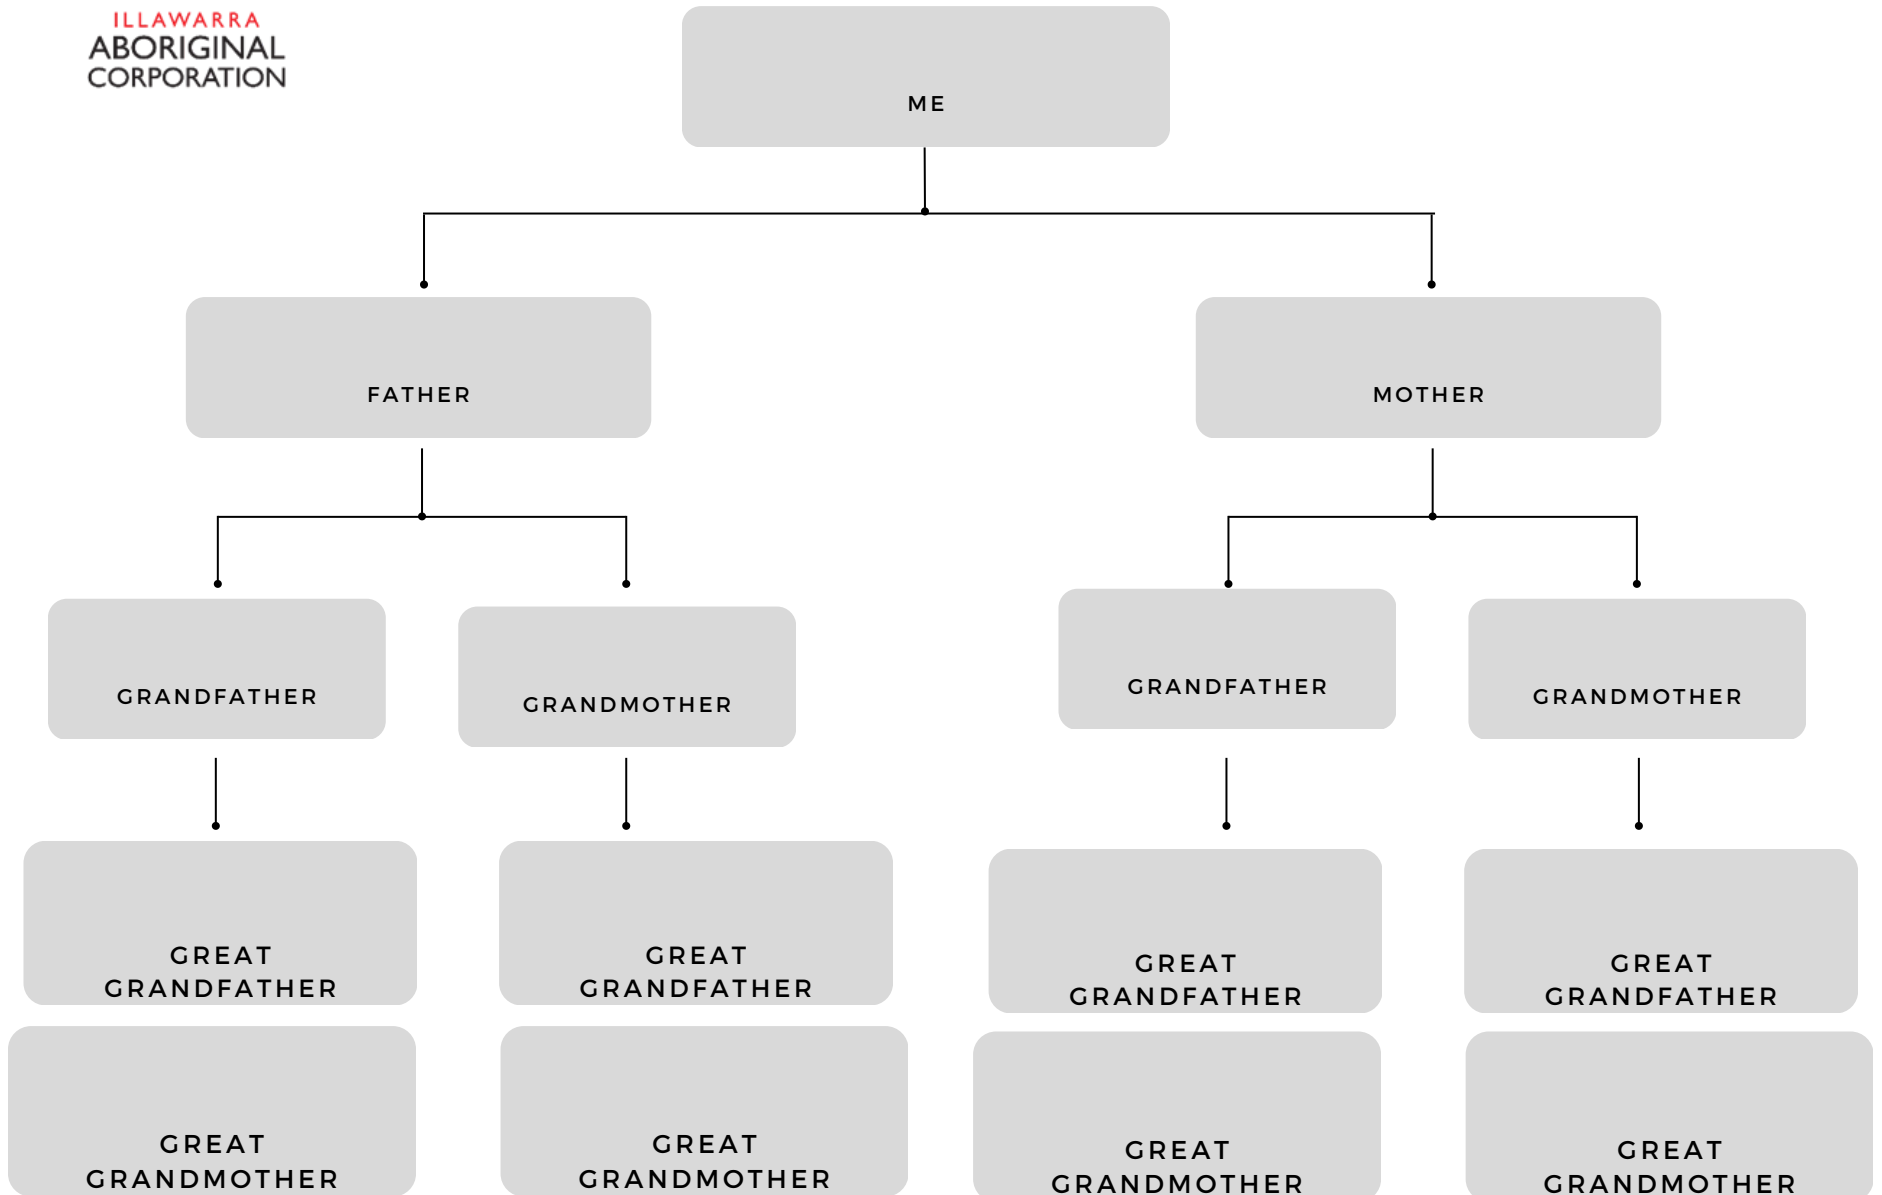 ILLAWARRA
ABORIGINAL
CORPORATION
ME
FATHER
MOTHER
GRANDFATHER
GRANDMOTHER
GRANDFATHER
GRANDMOTHER
GREAT
GRANDFATHER
GREAT
GRANDFATHER
GREAT
GRANDFATHER
GREAT
GRANDFATHER
GREAT
GRANDMOTHER
GREAT
GRANDMOTHER
GREAT
GRANDMOTHER
GREAT
GRANDMOTHER